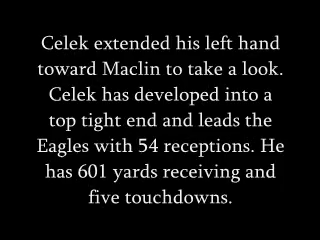 Celek extended his left hand
toward Maclin to take a look.
Celek has developed into a
top tight end and leads the
Eagles with 54 receptions. He
has 601 yards receiving and
five touchdowns.